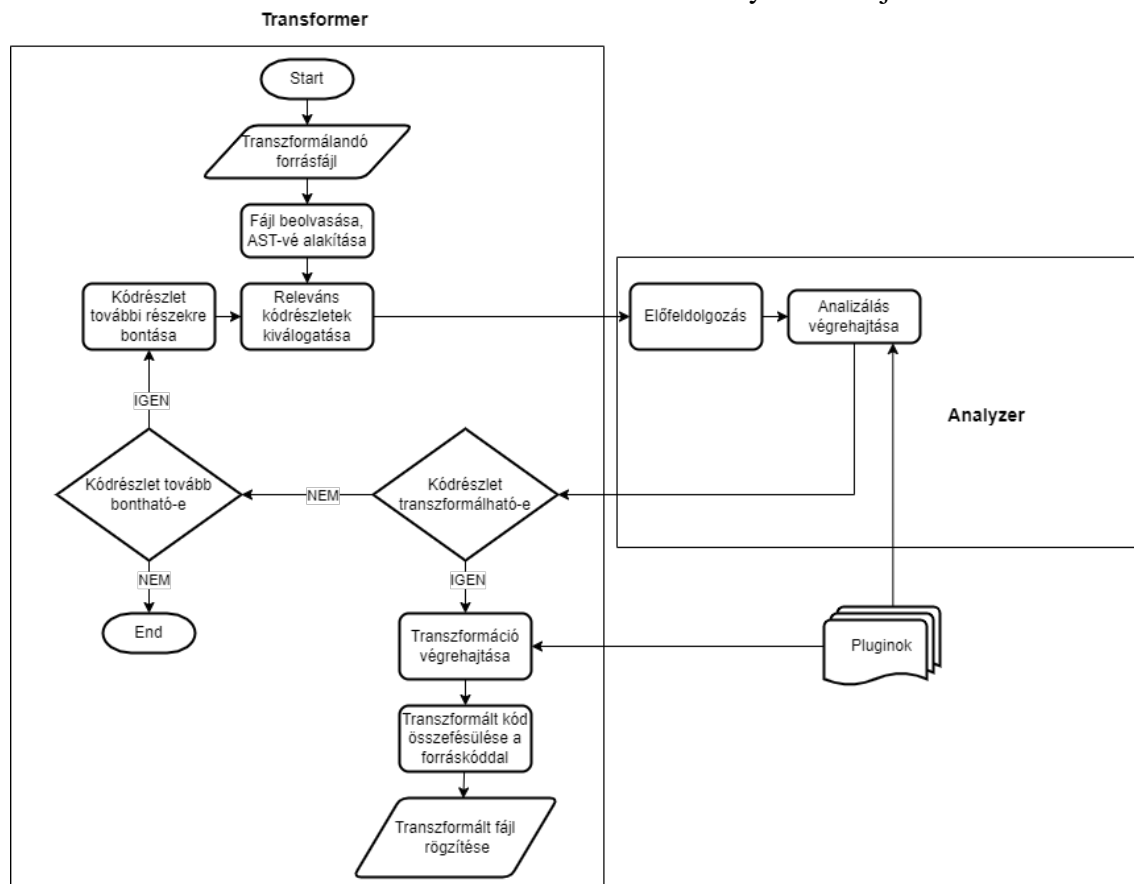 Transformer
Start
Transzformálandó
forrásfájl
Fájl beolvasása,
AST-vé alakítása
Kódrészlet
további részekre
bontása
Releváns
kódrészletek
kiválogatása
Előfeldolgozás
Analizálás
végrehajtása
IGEN
Analyzer
Kódrészlet tovább
bontható-e
NEM
Kódrészlet
transzformálható-e
NEM
IGEN
End
Transzformáció
végrehajtása
Pluginok
Transzformált kód
összefésülése a
forráskóddal
Transzformált fájl
rögzítése